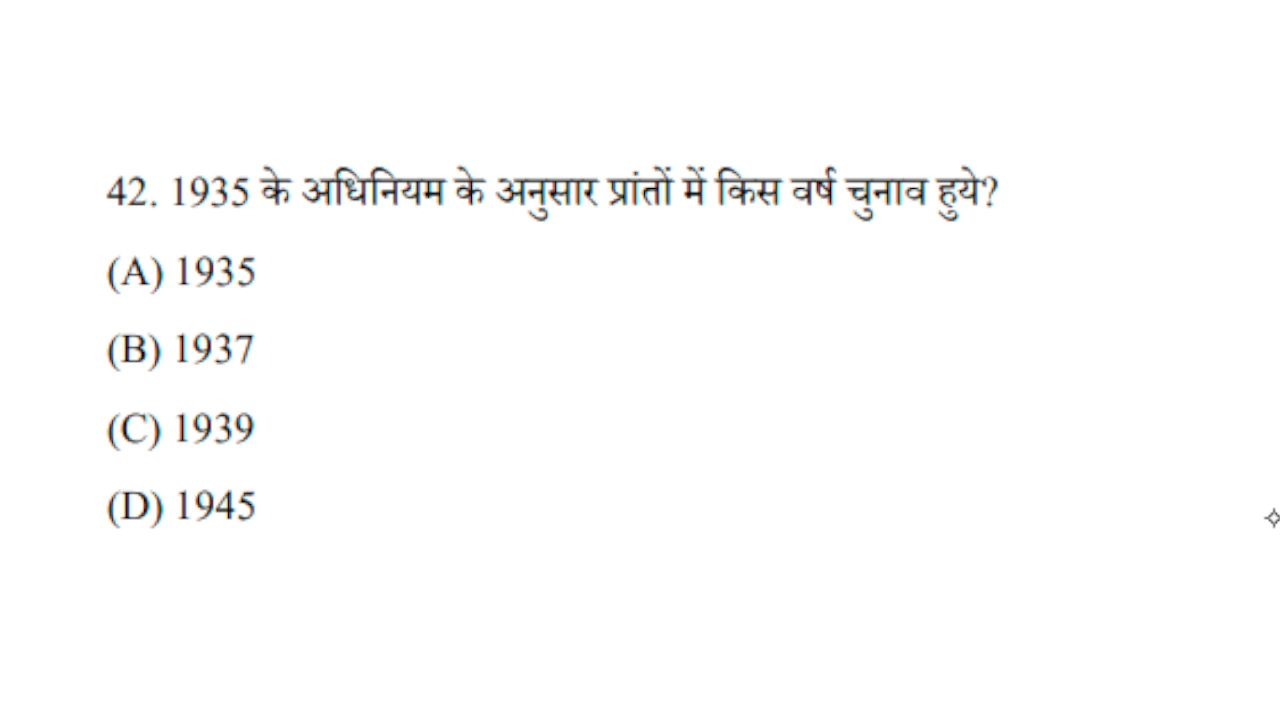 42. 1935 के अधिनियम के अनुसार प्रांतों में किस वर्ष चुनाव हुये?
(A) 1935
(B) 1937
(C) 1939
(D) 1945